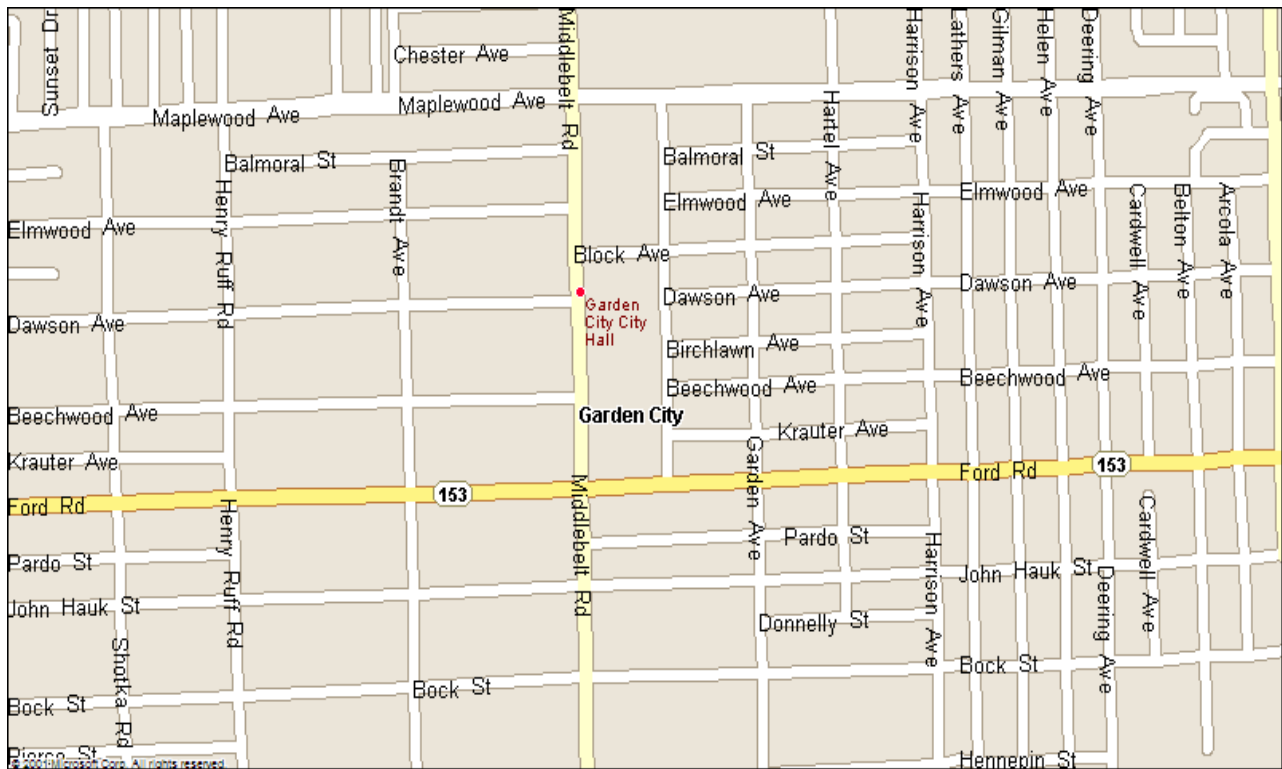 Sunset Dr
Chester Ave
Middlebelt Rd
Harrison Ave
Lathers Ave
Gilman Ave
Helen Ave
Deering Ave
Maplewood Ave
Maplewood Ave
Hartel Ave
Balmoral St
Balmoral St
Brandt Ave
Henry Ruff Rd
Elmwood Ave
Elmwood Ave
Elmwood Ave
Cardwell Ave
Belton Ave
Arcola Ave
Harrison Ave
Block Ave
Dawson Ave
Dawson Ave
Dawson Ave
Garden
City City
Hall
Birchlawn Ave
Beechwood Ave
Beechwood Ave
Beechwood Ave
Garden City
Krauter Ave
Krauter Ave
Garden Ave
Ford Rd
153
Ford Rd
153
Middlebelt Rd
Henry Ruff Rd
Cardwell Ave
Pardo St
Pardo St
Harrison Ave
John Hauk St
John Hauk St
Deering Ave
Donnelly St
Shotka Rd
Bock St
Bock St
Bock St
Pierce St
Hennepin St
© 2001 Microsoft Corp. All rights reserved.